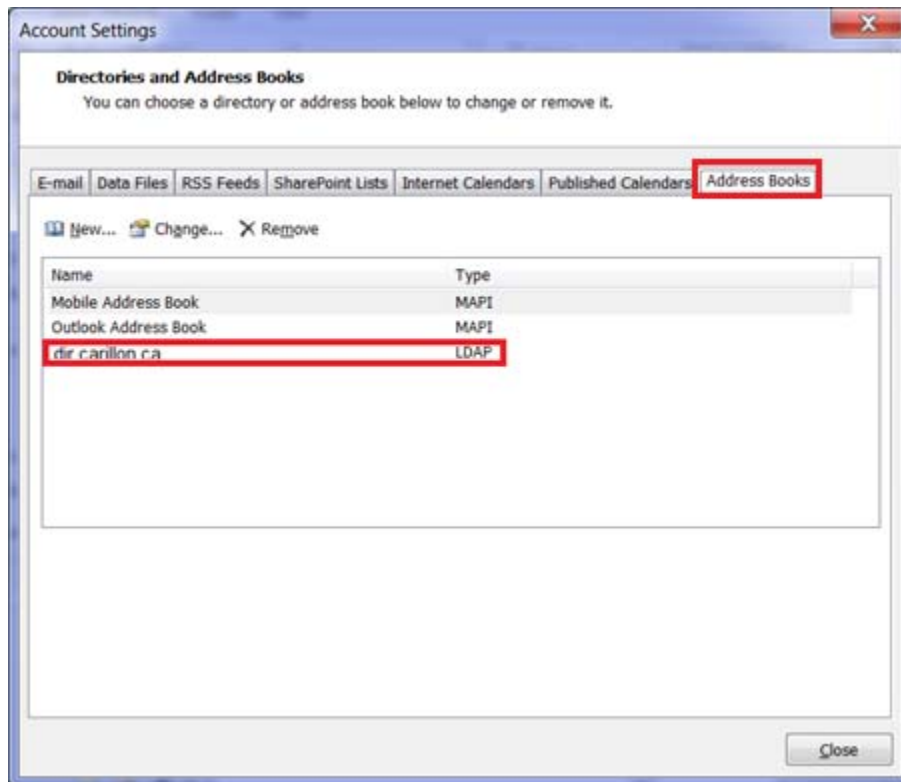 Account Settings
Directories and Address Books
You can choose a directory or address book below to change or remove it.
E-mail Data Files RSS Feeds SharePoint Lists Internet Calendars Published Calendars Address Books
New... Change... Remove
Name Type
Mobile Address Book MAPI
Outlook Address Book MAPI
dir carillon ca LDAP
Close